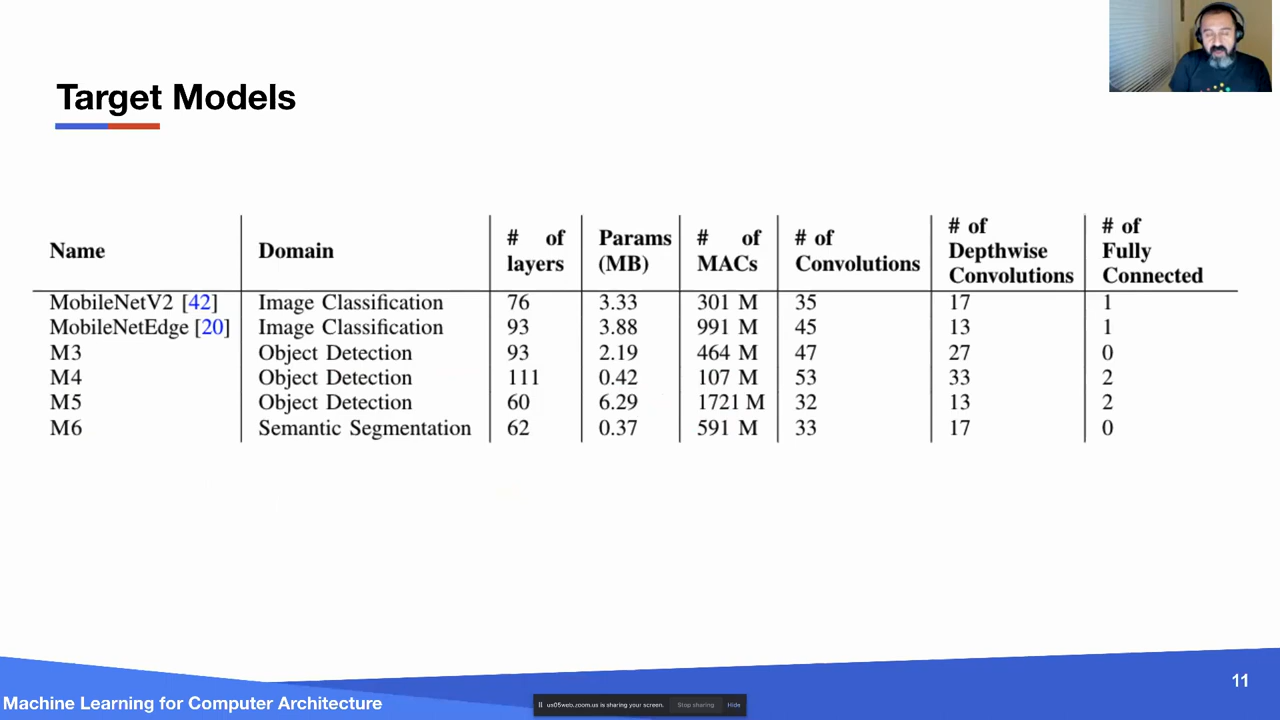 Target Models
Name Domain # of layers Params (MB) # of MACs # of Convolutions # of Depthwise Convolutions # of Fully Connected
MobileNetV2 [42] Image Classification 76 3.33 301 M 35 17 1
MobileNetEdge [20] Image Classification 93 3.88 991 M 45 13 1
M3 Object Detection 93 2.19 464 M 47 27 0
M4 Object Detection 111 0.42 107 M 53 33 2
M5 Object Detection 60 6.29 1721 M 32 13 2
M6 Semantic Segmentation 62 0.37 591 M 33 17 0
11
Machine Learning for Computer Architecture
us05web.zoom.us is sharing your screen. Stop sharing Hide